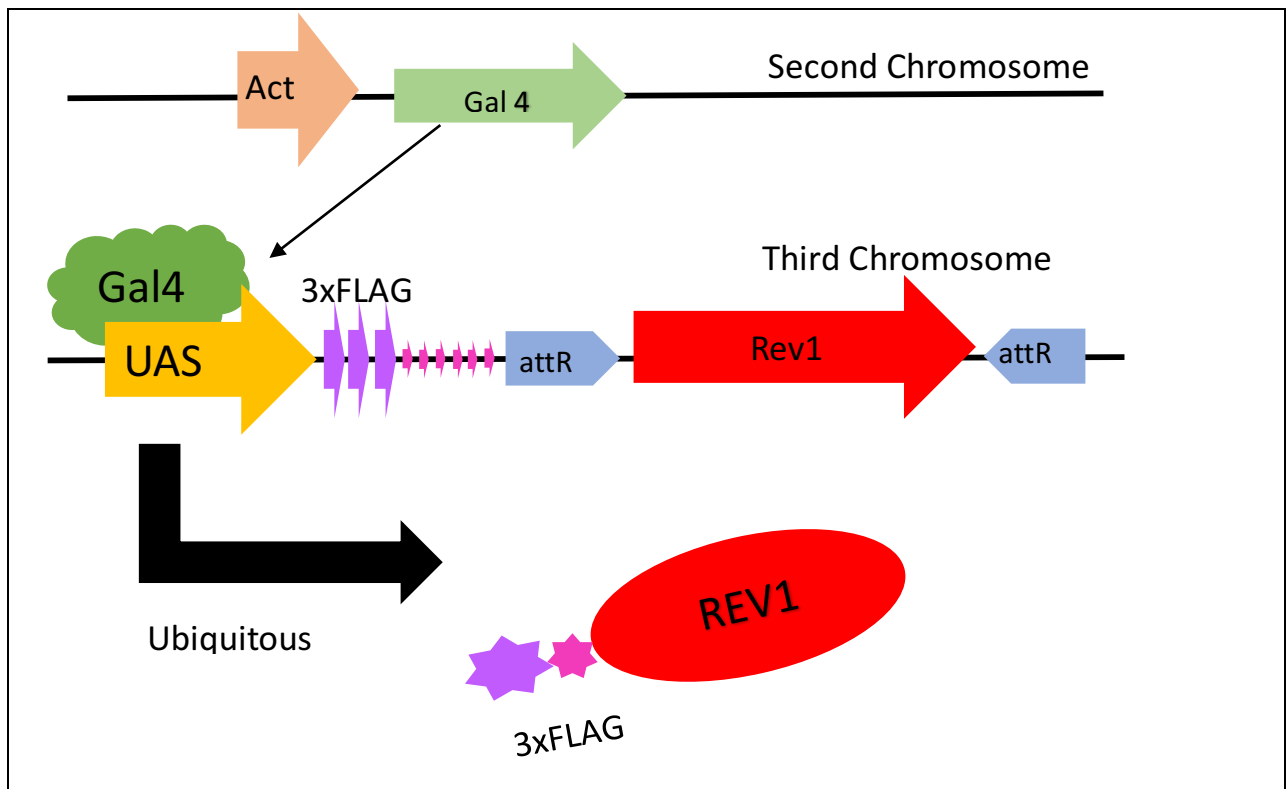 Act
Gal 4
Second Chromosome
Gal4
3xFLAG
Third Chromosome
UAS
attR
Rev1
attR
Ubiquitous
REV1
3xFLAG